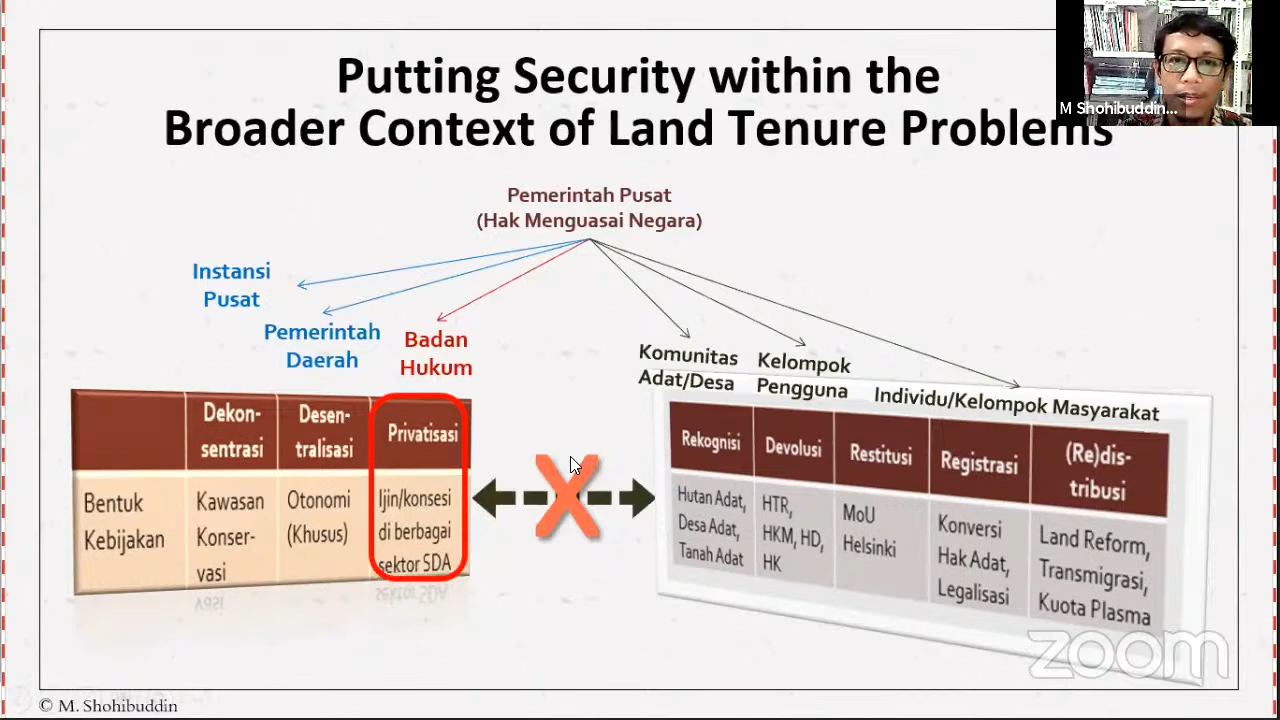 Putting Security within the
Broader Context of Land Tenure Problems
M Shohibuddin...
Pemerintah Pusat
(Hak Menguasai Negara)
Instansi
Pusat
Pemerintah
Daerah
Badan
Hukum
Komunitas
Adat/Desa
Kelompok
Pengguna
Individu/Kelompok Masyarakat
Dekon-
sentrasi
Desen-
tralisasi
Privatisasi
Bentuk
Kebijakan
Kawasan
Konser-
vasi
Otonomi
(Khusus)
Ijin/konsesi
di berbagai
sektor SDA
Rekognisi
Devolusi
Restitusi
Registrasi
(Re)dis-
tribusi
Hutan Adat,
Desa Adat,
Tanah Adat
HTR,
HKM, HD,
HK
MoU
Helsinki
Konversi
Hak Adat,
Legalisasi
Land Reform,
Transmigrasi,
Kuota Plasma
zoom
© M. Shohibuddin